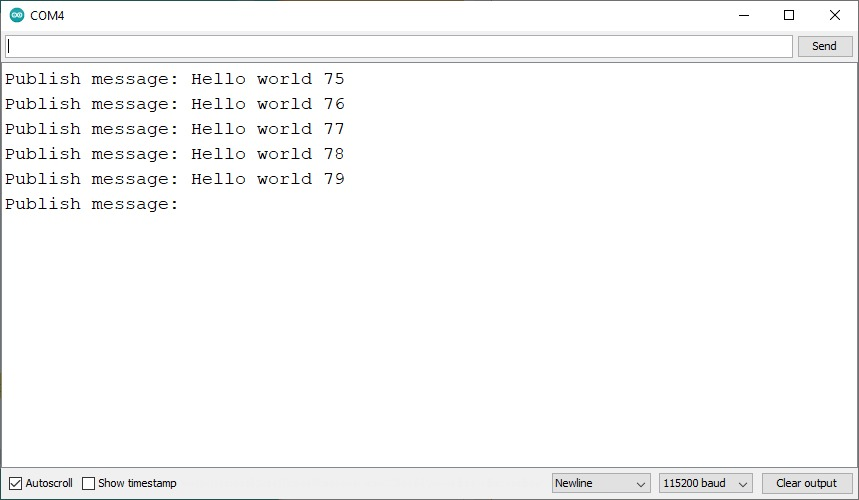 COM4
Send
Publish message: Hello world 75
Publish message: Hello world 76
Publish message: Hello world 77
Publish message: Hello world 78
Publish message: Hello world 79
Publish message:
Autoscroll Show timestamp Newline 115200 baud Clear output